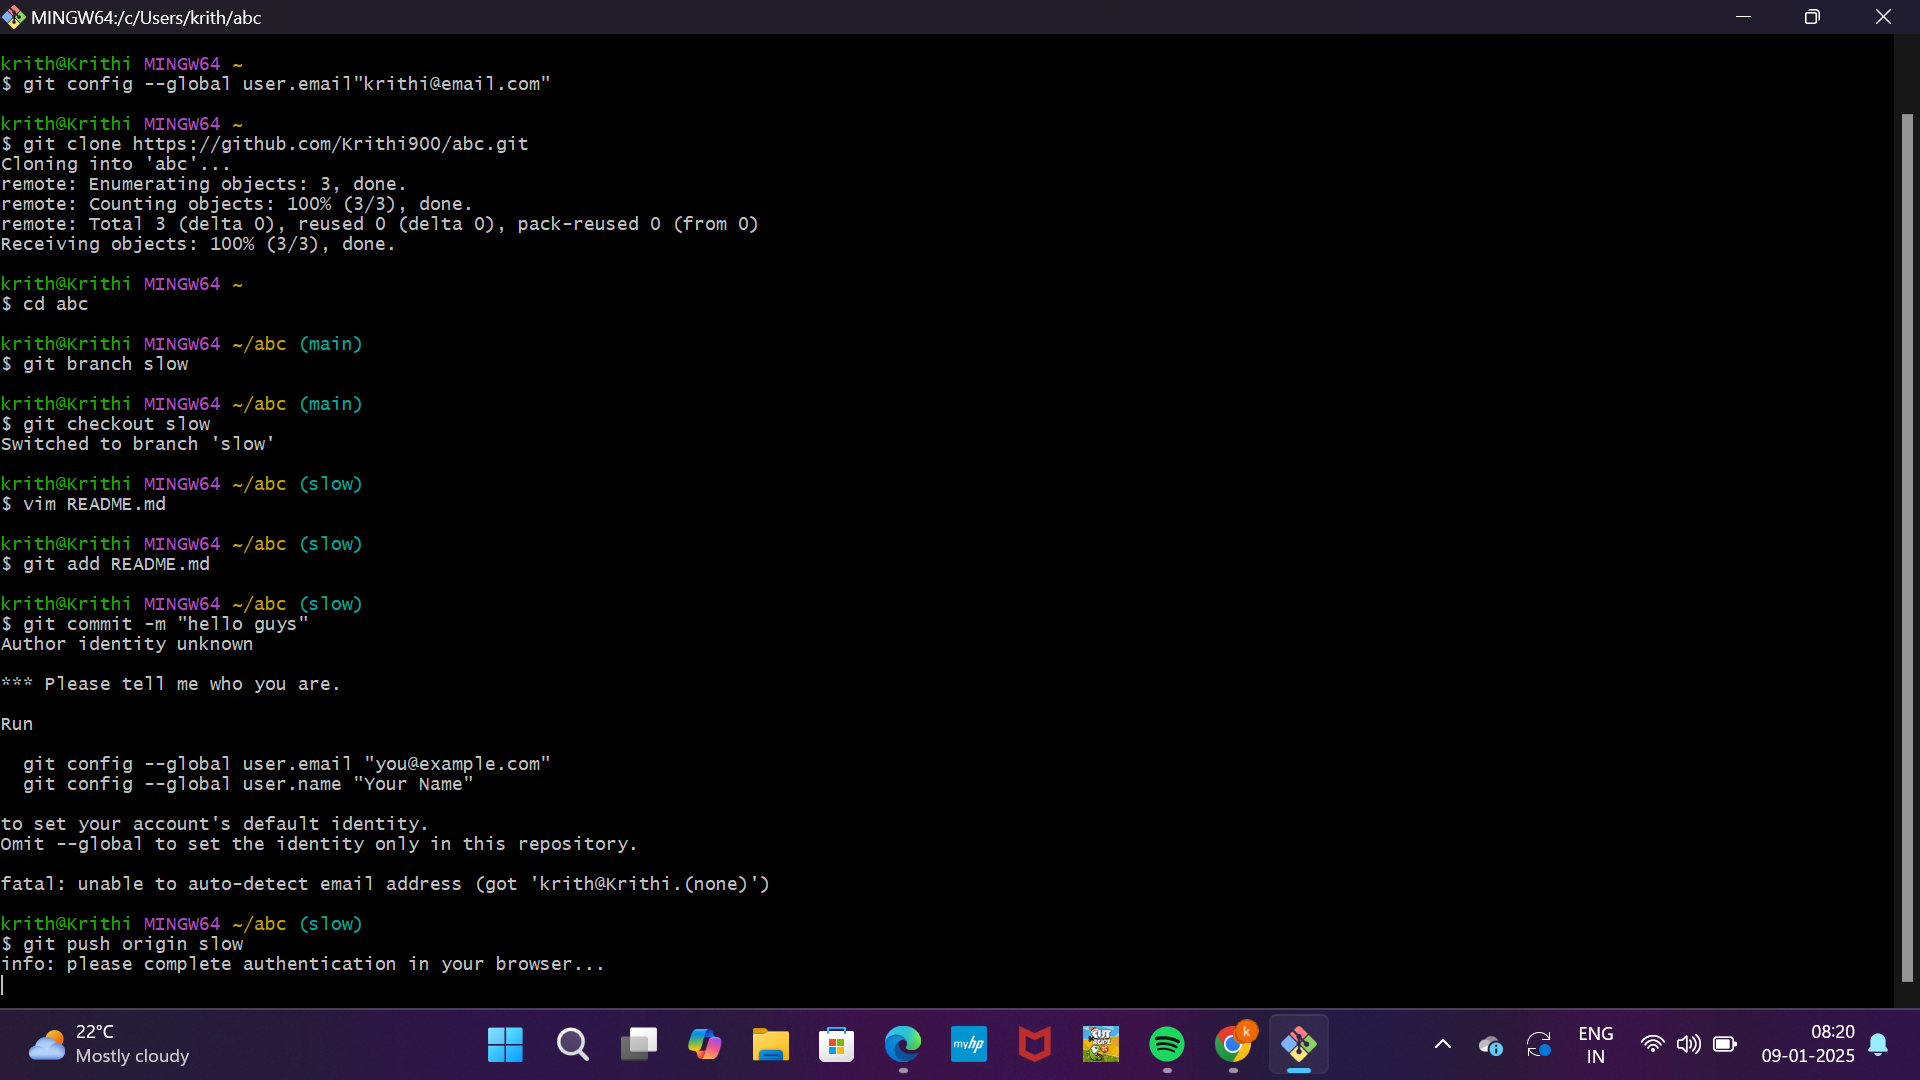 MINGW64:/c/Users/krith/abc
krith@Krithi MINGW64 ~
$ git config --global user.email"krithi@email.com"
krith@Krithi MINGW64 ~
$ git clone https://github.com/Krithi900/abc.git
Cloning into 'abc'...
remote: Enumerating objects: 3, done.
remote: Counting objects: 100% (3/3), done.
remote: Total 3 (delta 0), reused 0 (delta 0), pack-reused 0 (from 0)
Receiving objects: 100% (3/3), done.
krith@Krithi MINGW64 ~
$ cd abc
krith@Krithi MINGW64 ~/abc (main)
$ git branch slow
krith@Krithi MINGW64 ~/abc (main)
$ git checkout slow
Switched to branch 'slow'
krith@Krithi MINGW64 ~/abc (slow)
$ vim README.md
krith@Krithi MINGW64 ~/abc (slow)
$ git add README.md
krith@Krithi MINGW64 ~/abc (slow)
$ git commit -m "hello guys"
Author identity unknown
*** Please tell me who you are.
Run
git config --global user.email "you@example.com"
git config --global user.name "Your Name"
to set your account's default identity.
Omit --global to set the identity only in this repository.
fatal: unable to auto-detect email address (got 'krith@Krithi.(none)')
krith@Krithi MINGW64 ~/abc (slow)
$ git push origin slow
info: please complete authentication in your browser...
22°C
Mostly cloudy
myhp
CUT
ROPE
k
ENG
IN
08:20
09-01-2025